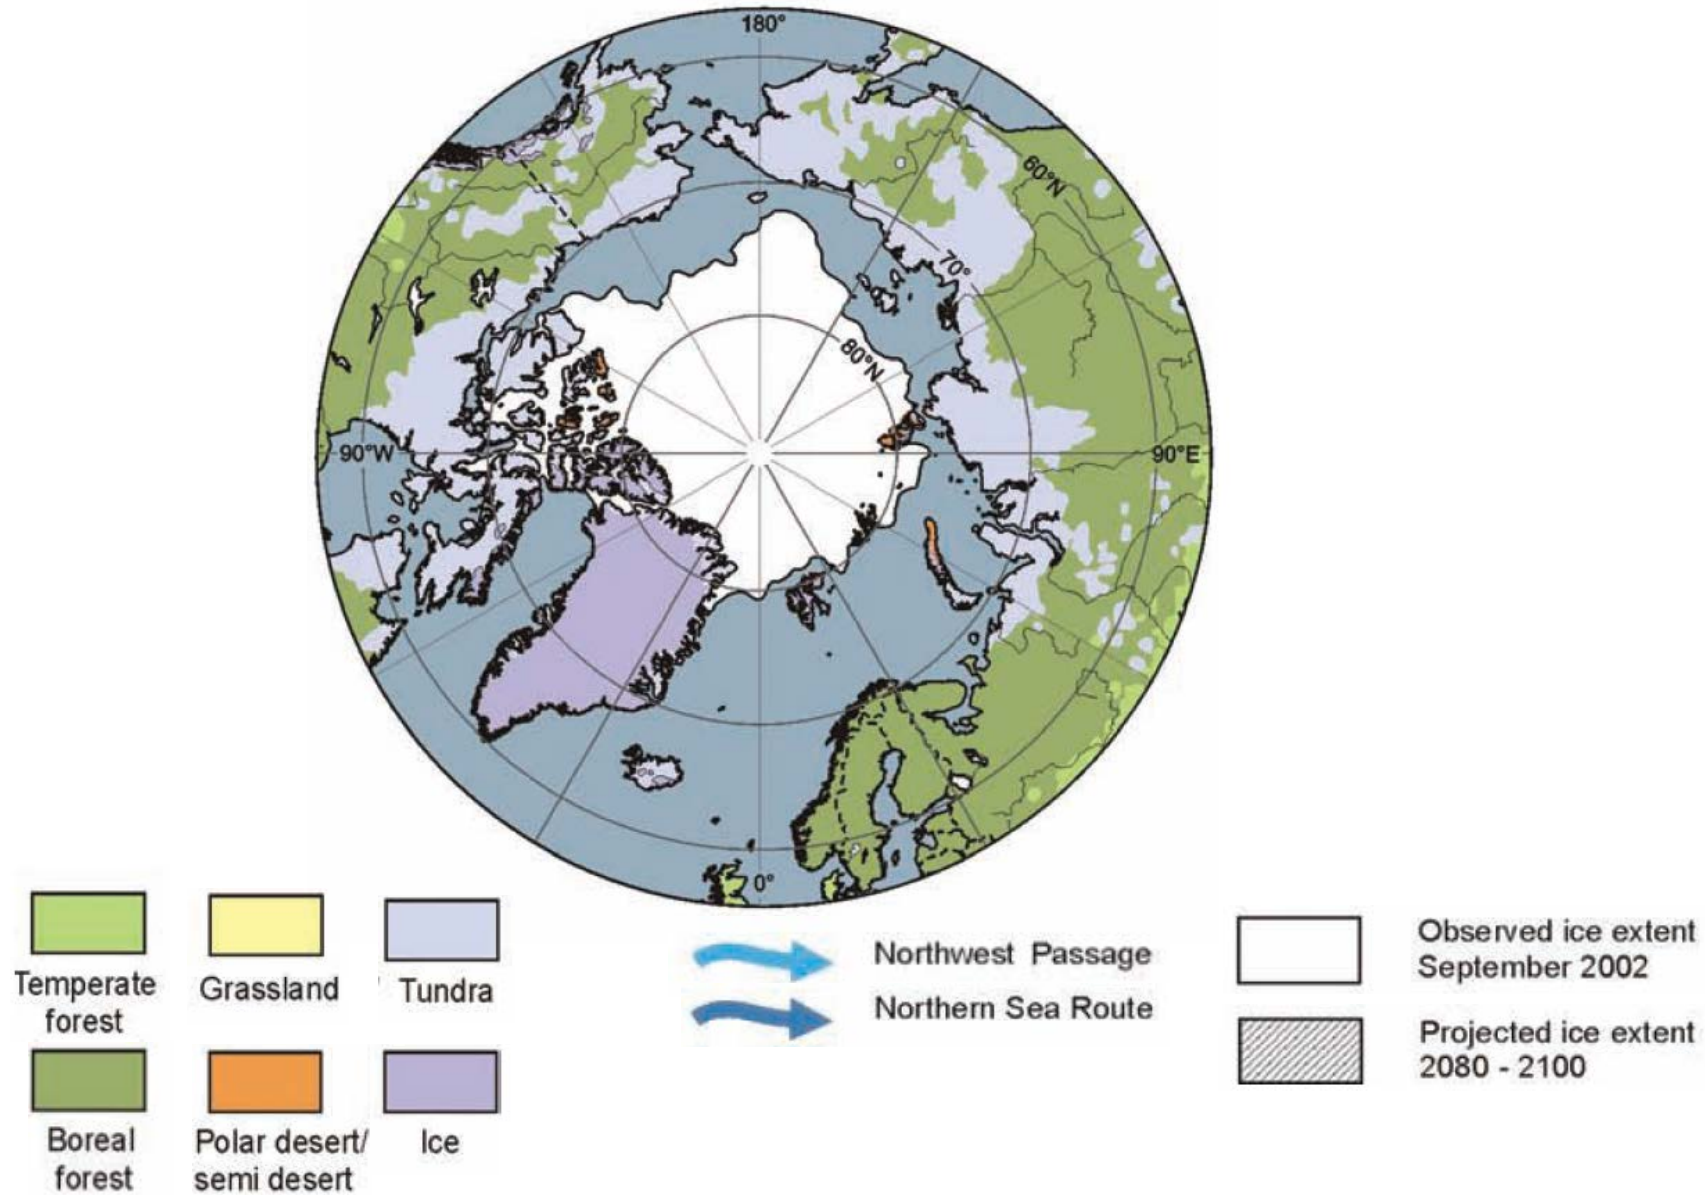 180°
60°N
70°
80°N
90°W
90°E
0°
Temperate
forest
Grassland
Tundra
Boreal
forest
Polar desert/
semi desert
Ice
Northwest Passage
Northern Sea Route
Observed ice extent
September 2002
Projected ice extent
2080 - 2100